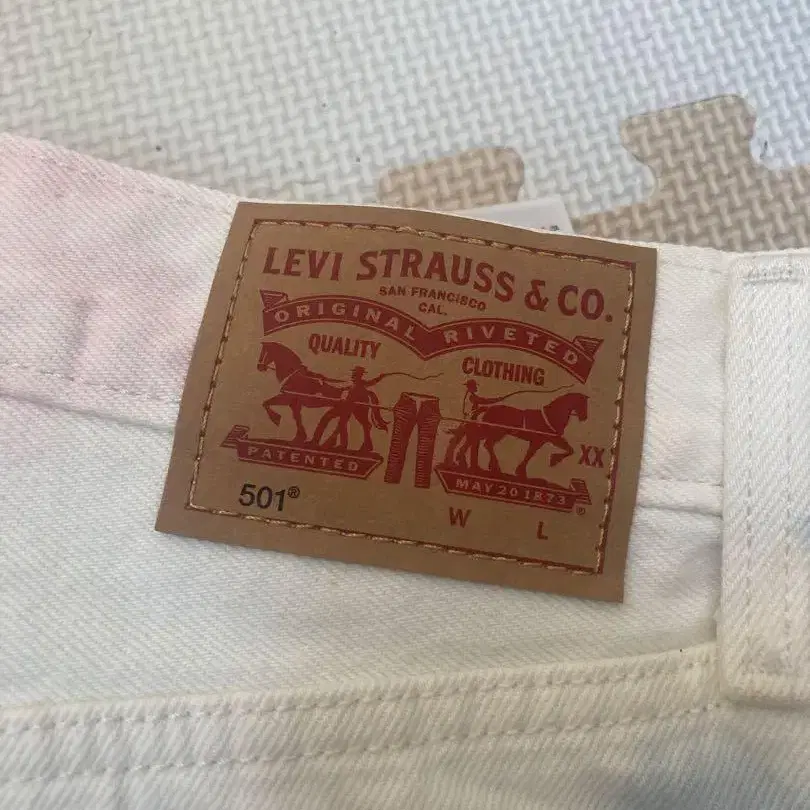 LEVI STRAUSS & CO.
SAN FRANCISCO
CAL.
ORIGINAL RIVETED
QUALITY CLOTHING
XX
PATENTED MAY 20 1873 ®
501®
W L